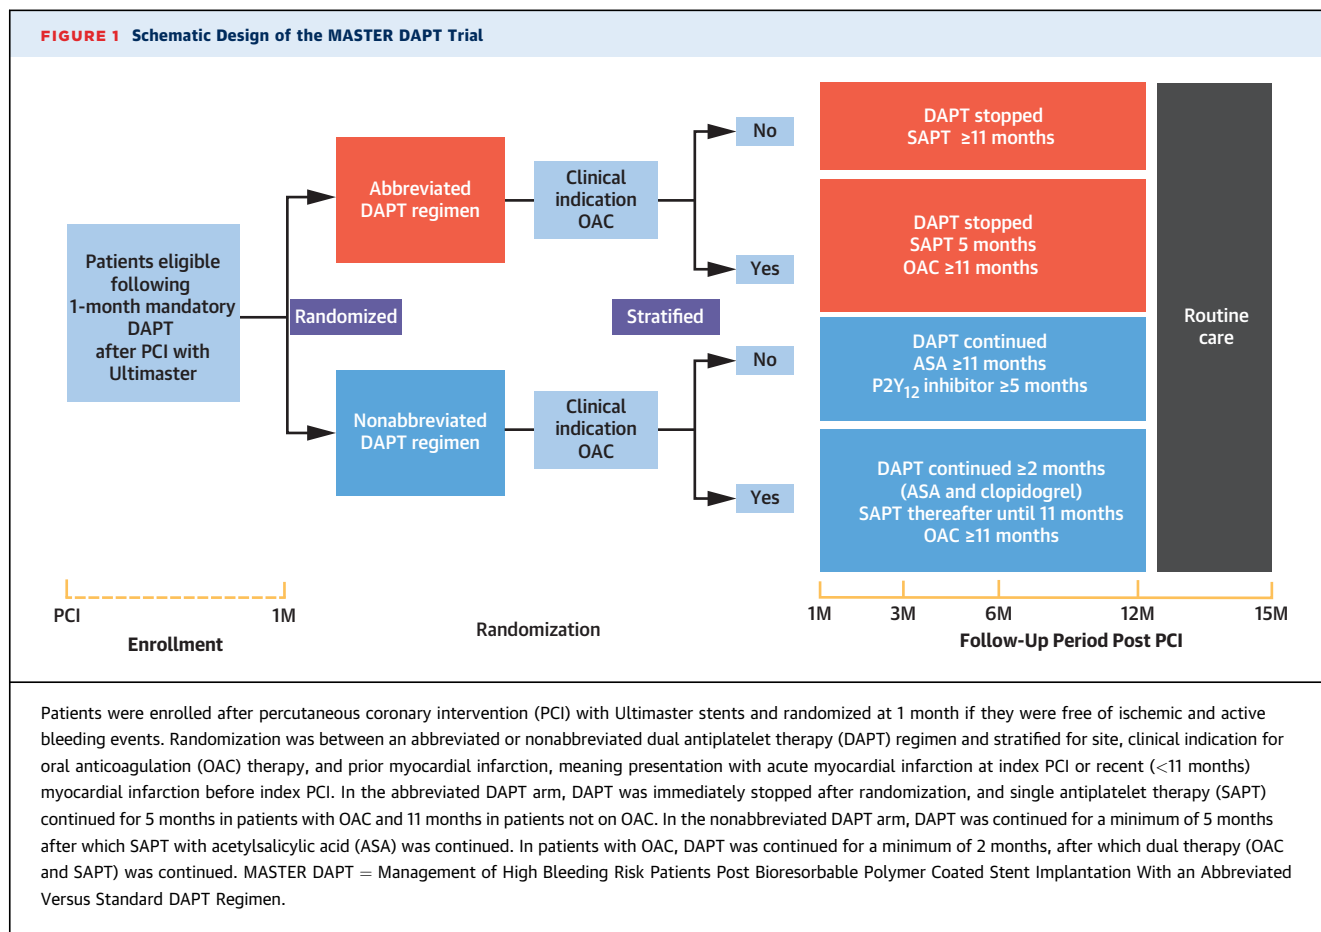 FIGURE 1 Schematic Design of the MASTER DAPT Trial
Patients eligible
following
1-month mandatory
DAPT
after PCI with
Ultimaster
Randomized
Abbreviated
DAPT regimen
Nonabbreviated
DAPT regimen
Clinical
indication
OAC
Clinical
indication
OAC
Stratified
No
Yes
No
Yes
DAPT stopped
SAPT ≥11 months
DAPT stopped
SAPT 5 months
OAC ≥11 months
DAPT continued
ASA ≥11 months
P2Y12 inhibitor ≥5 months
DAPT continued ≥2 months
(ASA and clopidogrel)
SAPT thereafter until 11 months
OAC ≥11 months
Routine
care
PCI 1M
Enrollment
Randomization
1M 3M 6M 12M 15M
Follow-Up Period Post PCI
Patients were enrolled after percutaneous coronary intervention (PCI) with Ultimaster stents and randomized at 1 month if they were free of ischemic and active
bleeding events. Randomization was between an abbreviated or nonabbreviated dual antiplatelet therapy (DAPT) regimen and stratified for site, clinical indication for
oral anticoagulation (OAC) therapy, and prior myocardial infarction, meaning presentation with acute myocardial infarction at index PCI or recent (<11 months)
myocardial infarction before index PCI. In the abbreviated DAPT arm, DAPT was immediately stopped after randomization, and single antiplatelet therapy (SAPT)
continued for 5 months in patients with OAC and 11 months in patients not on OAC. In the nonabbreviated DAPT arm, DAPT was continued for a minimum of 5 months
after which SAPT with acetylsalicylic acid (ASA) was continued. In patients with OAC, DAPT was continued for a minimum of 2 months, after which dual therapy (OAC
and SAPT) was continued. MASTER DAPT = Management of High Bleeding Risk Patients Post Bioresorbable Polymer Coated Stent Implantation With an Abbreviated
Versus Standard DAPT Regimen.